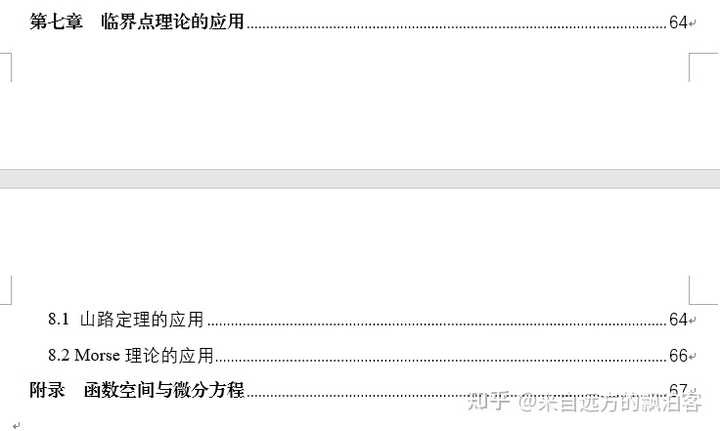 第七章 临界点理论的应用 64
8.1 山路定理的应用 64
8.2 Morse 理论的应用 66
附录 函数空间与微分方程 67
知乎 @来自远方的飘泊客